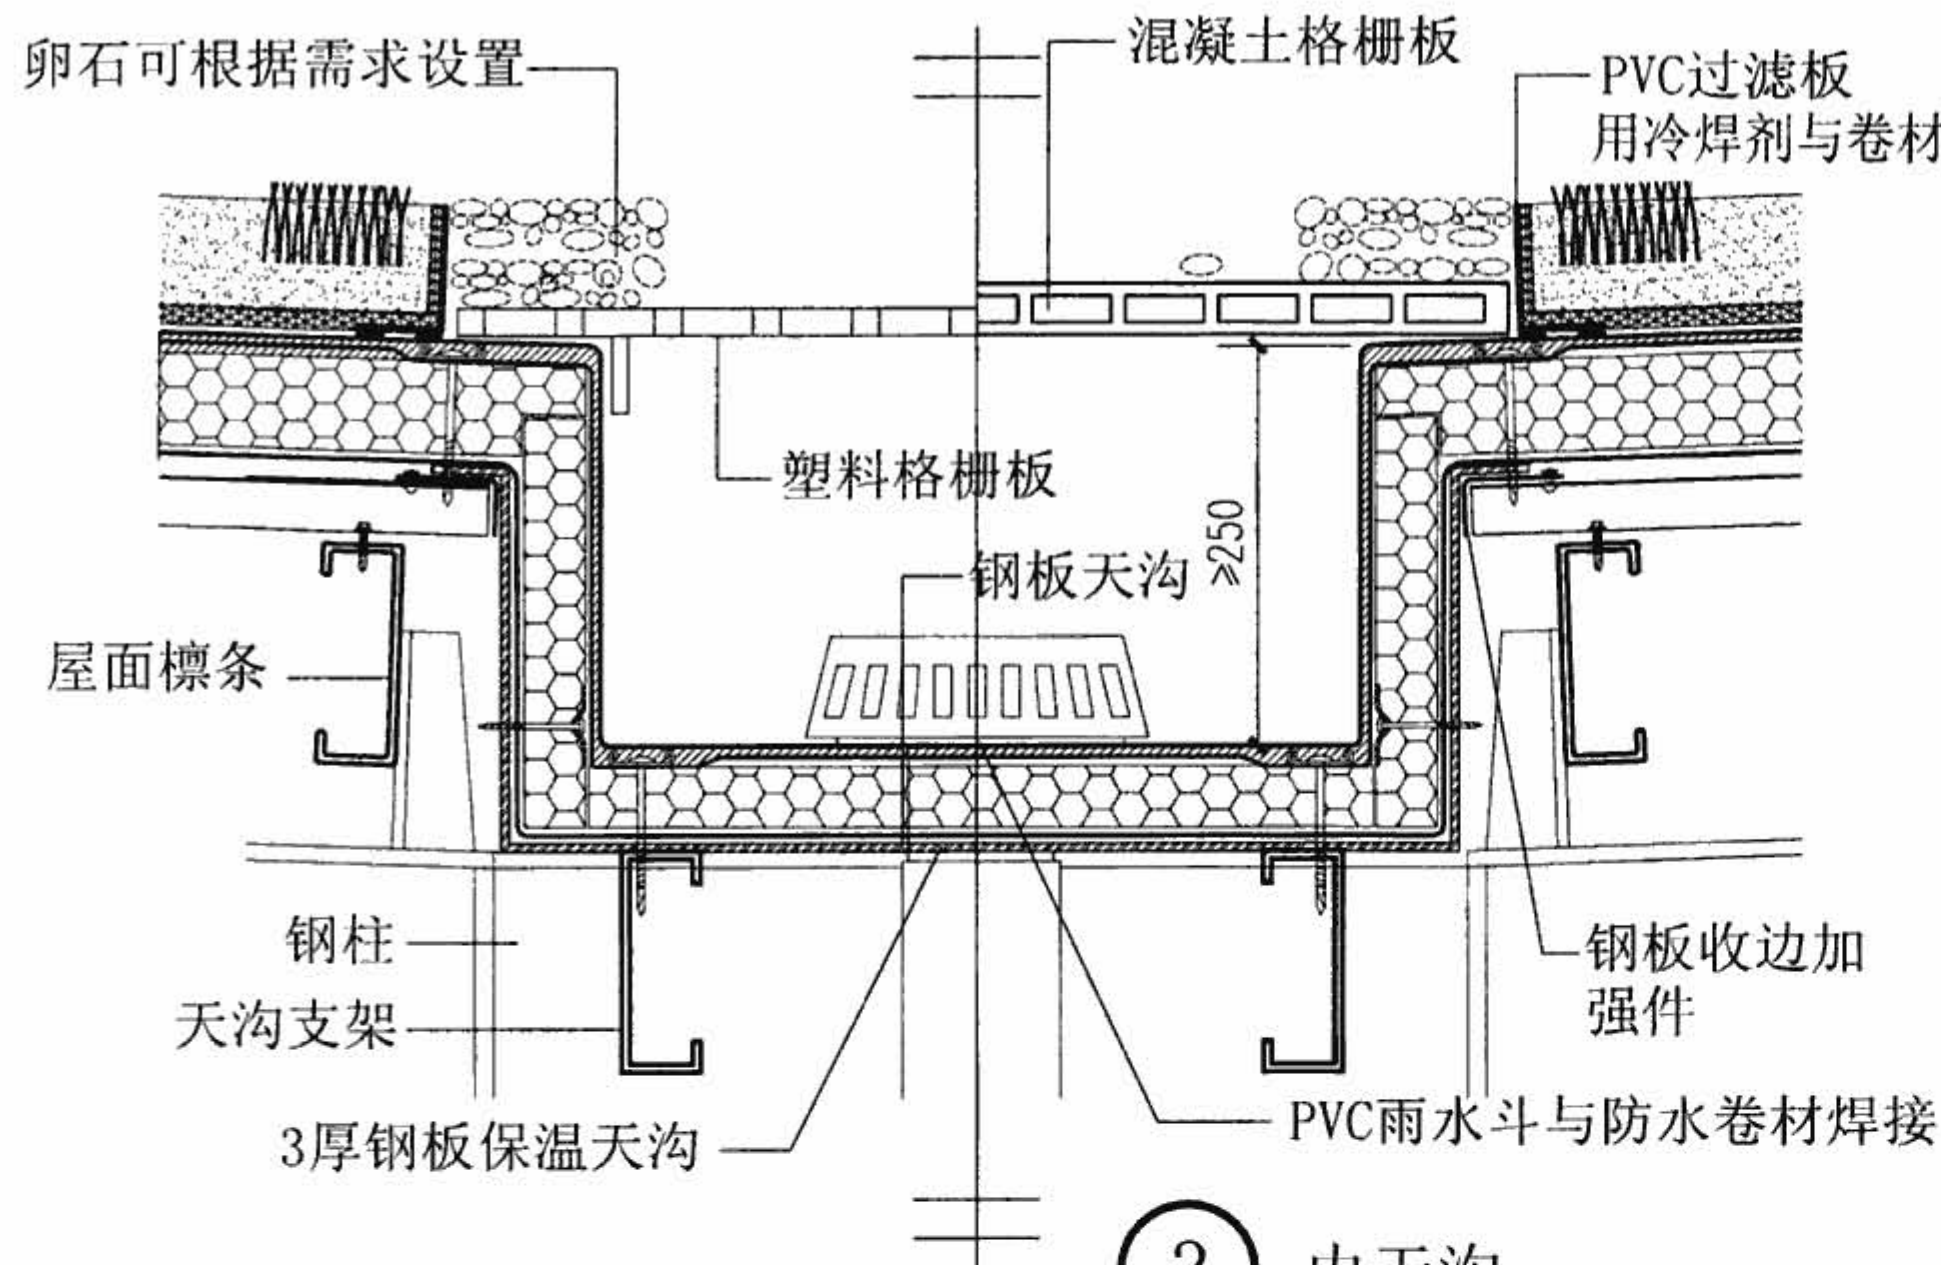 混凝土格栅板
卵石可根据需求设置
PVC过滤板
用冷焊剂与卷材
塑料格栅板
≥250
钢板天沟
屋面檩条
钢柱
钢板收边加
强件
天沟支架
PVC雨水斗与防水卷材焊接
3厚钢板保温天沟